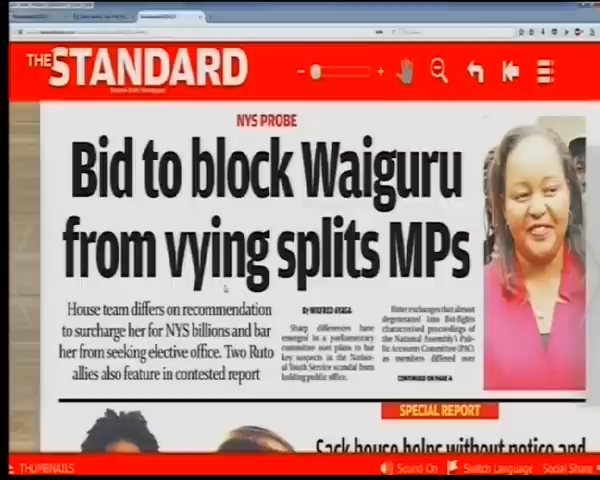 THE STANDARD
NYS PROBE
Bid to block Waiguru
from vying splits MPs
House team differs on recommendation
to surcharge her for NYS billions and bar
her from seeking elective office. Two Ruto
allies also feature in contested report
By WILFRED AYAGA
Sharp differences have
emerged in a parliamentary
committee over plans to bar
key suspects in the Nation-
al Youth Service scandal from
holding public office.
Bitter exchanges that almost
degenerated into fist-fights
characterised proceedings of
the National Assembly's Pub-
lic Accounts Committee (PAC)
as members differed over
CONTINUED ON PAGE 4
SPECIAL REPORT
Sack house helps without notice and
THUMBNAILS
Sound On
Switch Language
Social Share